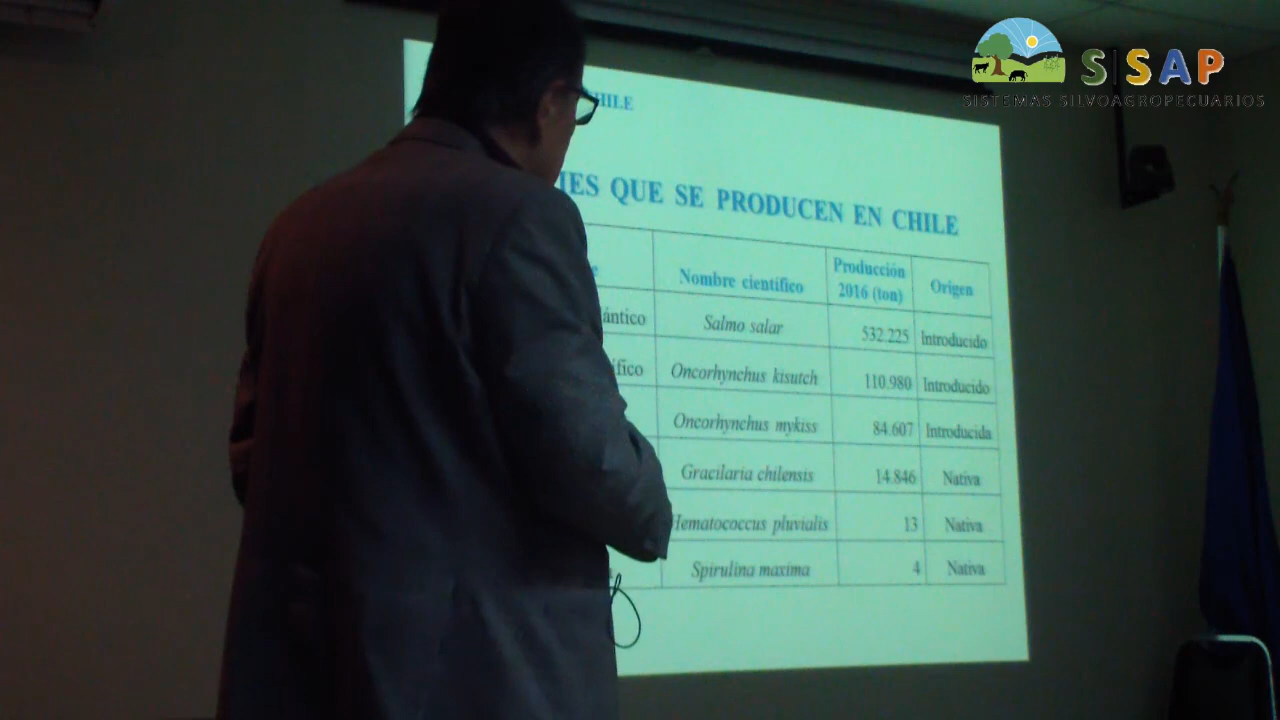 S|SAP
SISTEMAS SILVOAGROPECUARIOS
CHILE
IES QUE SE PRODUCEN EN CHILE
Nombre científico
Producción
2016 (ton)
Origen
ántico Salmo salar 532.225 Introducido
ífico Oncorhynchus kisutch 110.980 Introducido
Oncorhynchus mykiss 84.607 Introducida
Gracilaria chilensis 14.846 Nativa
Hematococcus pluvialis 13 Nativa
Spirulina maxima 4 Nativa